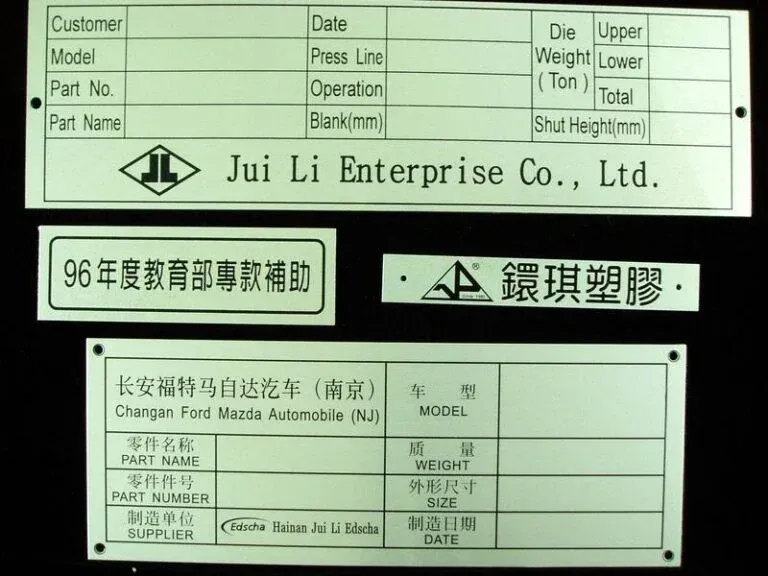 Customer Date Die Weight (Ton) Upper
Model Press Line Lower
Part No. Operation Total
Part Name Blank(mm) Shut Height(mm)
JL Jui Li Enterprise Co., Ltd.
96年度教育部專款補助
® 鐶琪塑膠
长安福特马自达汽车（南京） 车 型
Changan Ford Mazda Automobile (NJ) MODEL
零件名称 质 量
PART NAME WEIGHT
零件件号 外形尺寸
PART NUMBER SIZE
制造单位 Edscha Hainan Jui Li Edscha 制造日期
SUPPLIER DATE